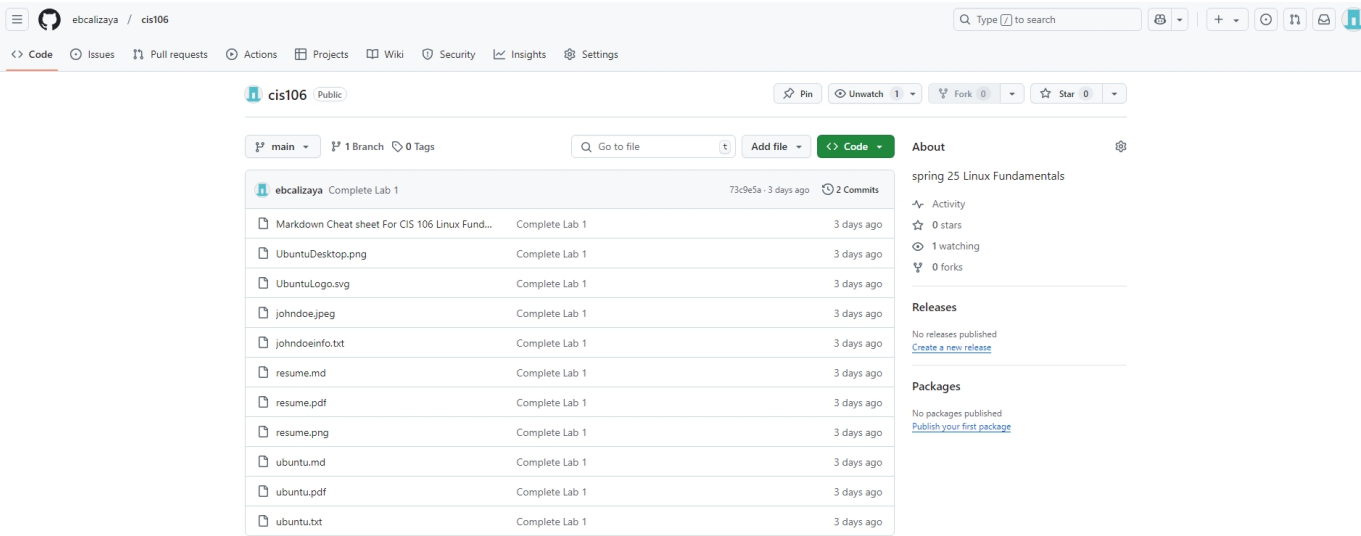 ebcalizaya / cis106
Type / to search
Code Issues Pull requests Actions Projects Wiki Security Insights Settings
cis106 Public
Pin Unwatch 1 Fork 0 Star 0
main 1 Branch 0 Tags Go to file t Add file Code
ebcalizaya Complete Lab 1 73c9e5a · 3 days ago 2 Commits
Markdown Cheat sheet For CIS 106 Linux Fund... Complete Lab 1 3 days ago
UbuntuDesktop.png Complete Lab 1 3 days ago
UbuntuLogo.svg Complete Lab 1 3 days ago
johndoe.jpeg Complete Lab 1 3 days ago
johndoeinfo.txt Complete Lab 1 3 days ago
resume.md Complete Lab 1 3 days ago
resume.pdf Complete Lab 1 3 days ago
resume.png Complete Lab 1 3 days ago
ubuntu.md Complete Lab 1 3 days ago
ubuntu.pdf Complete Lab 1 3 days ago
ubuntu.txt Complete Lab 1 3 days ago
About
spring 25 Linux Fundamentals
Activity
0 stars
1 watching
0 forks
Releases
No releases published
Create a new release
Packages
No packages published
Publish your first package